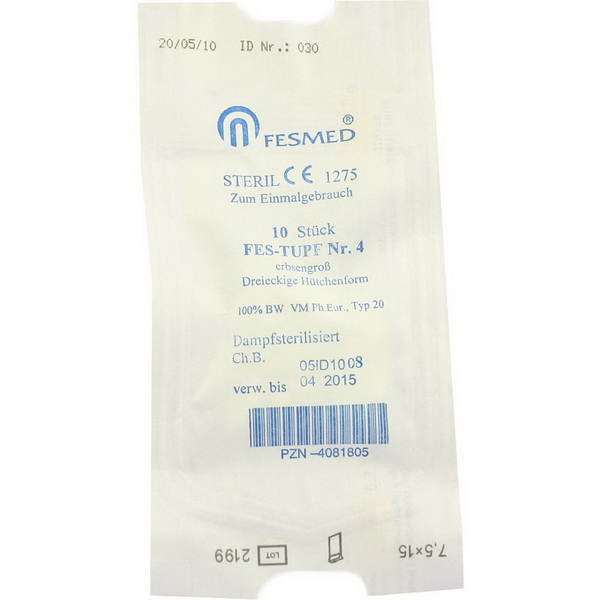 20/05/10 ID Nr.: 030
FESMED®
STERIL CE 1275
Zum Einmalgebrauch
10 Stück
FES-TUPF Nr. 4
erbsengroß
Dreieckige Hütchenform
100% BW VM Ph.Eur., Typ 20
Dampfsterilisiert
Ch.B. 05ID1008
verw. bis 04 2015
PZN -4081805
7,5×15 LOT 2199